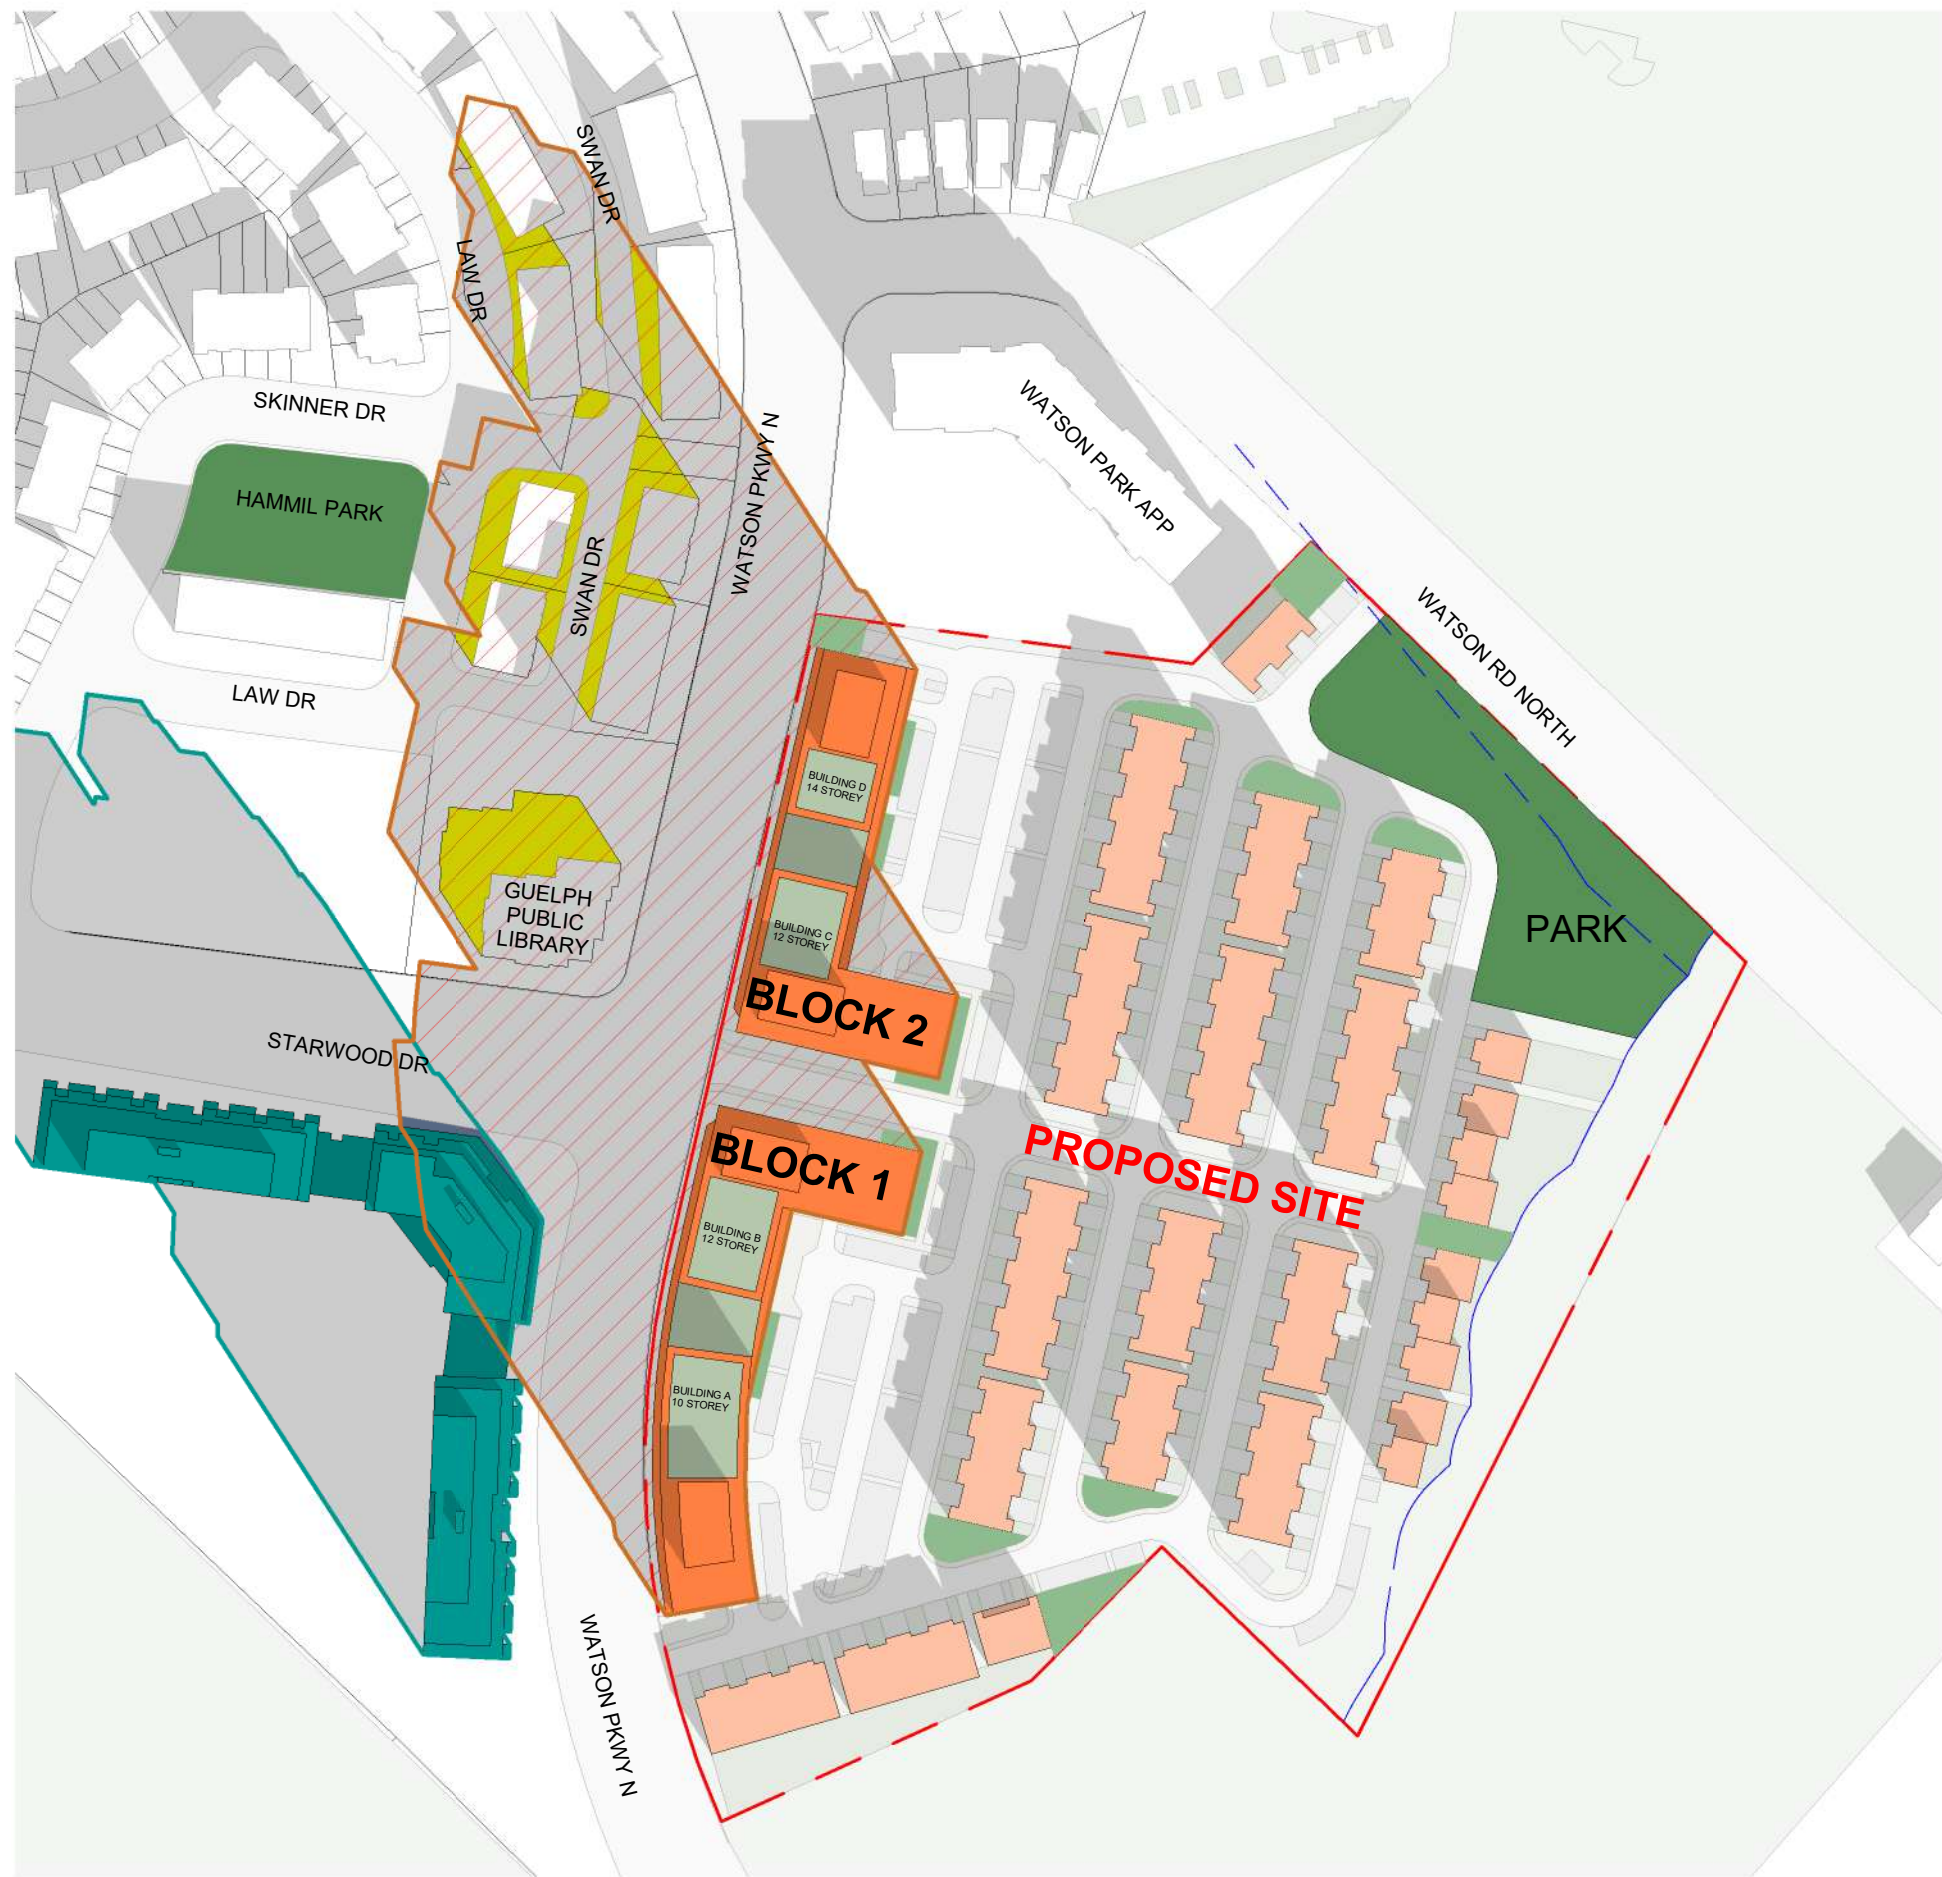 SWAN DR
LAW DR
SKINNER DR
WATSON PKWY N
WATSON PARK APP
HAMMIL PARK
SWAN DR
WATSON RD NORTH
LAW DR
BUILDING D
14 STOREY
GUELPH
PUBLIC
LIBRARY
BUILDING C
12 STOREY
PARK
BLOCK 2
STARWOOD DR
BLOCK 1
PROPOSED SITE
BUILDING B
12 STOREY
BUILDING A
10 STOREY
WATSON PKWY N